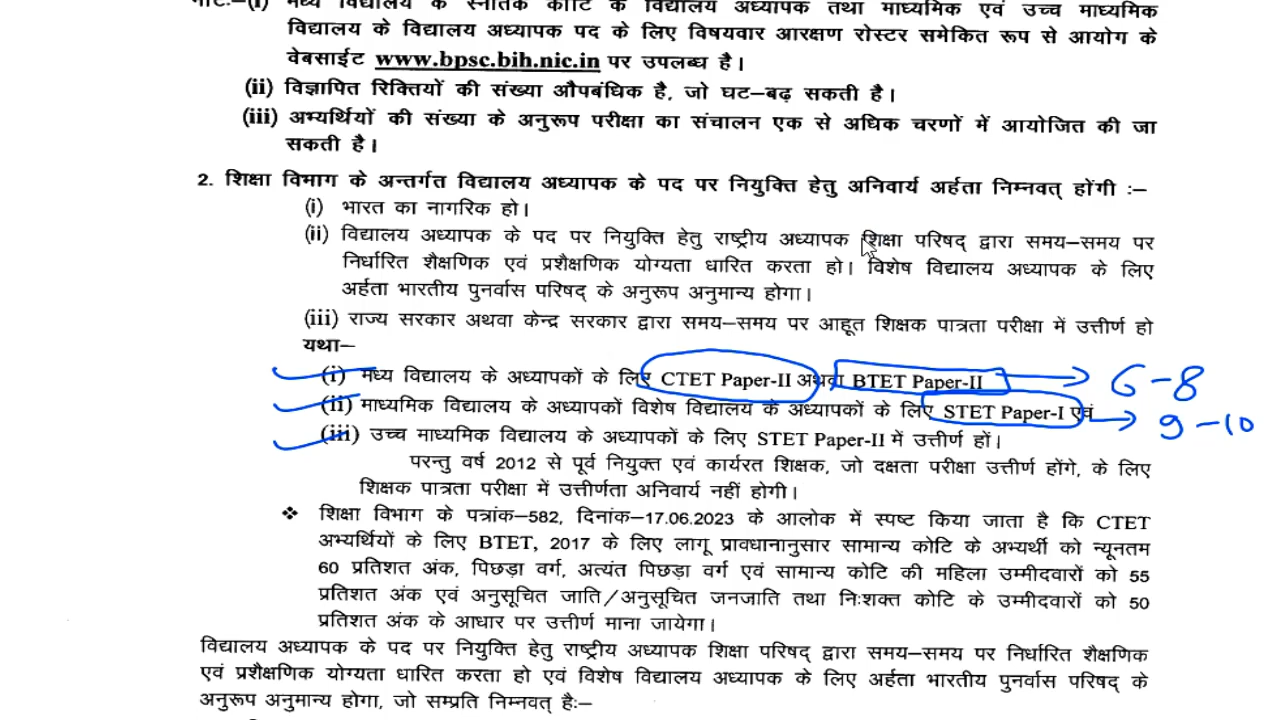 नोटः–(i) मध्य विद्यालय के स्नातक कोटि के विद्यालय अध्यापक तथा माध्यमिक एवं उच्च माध्यमिक
विद्यालय के विद्यालय अध्यापक पद के लिए विषयवार आरक्षण रोस्टर समेकित रूप से आयोग के
वेबसाईट www.bpsc.bih.nic.in पर उपलब्ध है।
(ii) विज्ञापित रिक्तियों की संख्या औपबंधिक है, जो घट–बढ़ सकती है।
(iii) अभ्यर्थियों की संख्या के अनुरूप परीक्षा का संचालन एक से अधिक चरणों में आयोजित की जा
सकती है।
2. शिक्षा विभाग के अन्तर्गत विद्यालय अध्यापक के पद पर नियुक्ति हेतु अनिवार्य अर्हता निम्नवत् होंगी :–
(i) भारत का नागरिक हो।
(ii) विद्यालय अध्यापक के पद पर नियुक्ति हेतु राष्ट्रीय अध्यापक शिक्षा परिषद् द्वारा समय–समय पर
निर्धारित शैक्षणिक एवं प्रशैक्षणिक योग्यता धारित करता हो। विशेष विद्यालय अध्यापक के लिए
अर्हता भारतीय पुनर्वास परिषद् के अनुरूप अनुमान्य होगा।
(iii) राज्य सरकार अथवा केन्द्र सरकार द्वारा समय–समय पर आहूत शिक्षक पात्रता परीक्षा में उत्तीर्ण हो
यथा–
(i) मध्य विद्यालय के अध्यापकों के लिए CTET Paper-II अथवा BTET Paper-II 6-8
(ii) माध्यमिक विद्यालय के अध्यापकों विशेष विद्यालय के अध्यापकों के लिए STET Paper-I एवं 9-10
(iii) उच्च माध्यमिक विद्यालय के अध्यापकों के लिए STET Paper-II में उत्तीर्ण हों।
परन्तु वर्ष 2012 से पूर्व नियुक्त एवं कार्यरत शिक्षक, जो दक्षता परीक्षा उत्तीर्ण होंगे, के लिए
शिक्षक पात्रता परीक्षा में उत्तीर्णता अनिवार्य नहीं होगी।
❖ शिक्षा विभाग के पत्रांक–582, दिनांक–17.06.2023 के आलोक में स्पष्ट किया जाता है कि CTET
अभ्यर्थियों के लिए BTET, 2017 के लिए लागू प्रावधानानुसार सामान्य कोटि के अभ्यर्थी को न्यूनतम
60 प्रतिशत अंक, पिछड़ा वर्ग, अत्यंत पिछड़ा वर्ग एवं सामान्य कोटि की महिला उम्मीदवारों को 55
प्रतिशत अंक एवं अनुसूचित जाति/अनुसूचित जनजाति तथा निःशक्त कोटि के उम्मीदवारों को 50
प्रतिशत अंक के आधार पर उत्तीर्ण माना जायेगा।
विद्यालय अध्यापक के पद पर नियुक्ति हेतु राष्ट्रीय अध्यापक शिक्षा परिषद् द्वारा समय–समय पर निर्धारित शैक्षणिक
एवं प्रशैक्षणिक योग्यता धारित करता हो एवं विशेष विद्यालय अध्यापक के लिए अर्हता भारतीय पुनर्वास परिषद् के
अनुरूप अनुमान्य होगा, जो सम्प्रति निम्नवत् हैः–